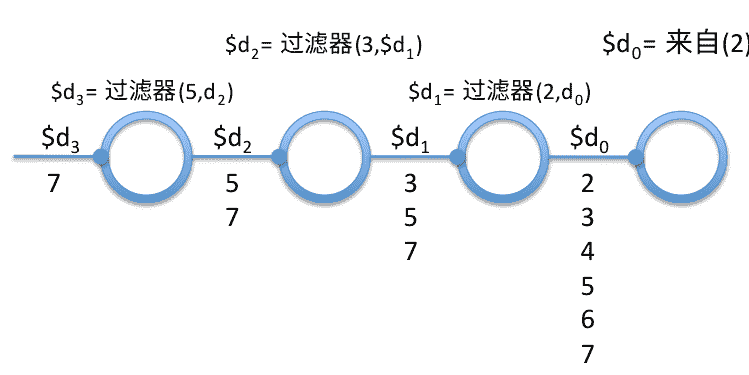 $d₂= 过滤器(3,$d₁)
$d₀= 来自(2)
$d₃= 过滤器(5,d₂)
$d₁= 过滤器(2,d₀)
$d₃
$d₂
$d₁
$d₀
7
5
7
3
5
7
2
3
4
5
6
7